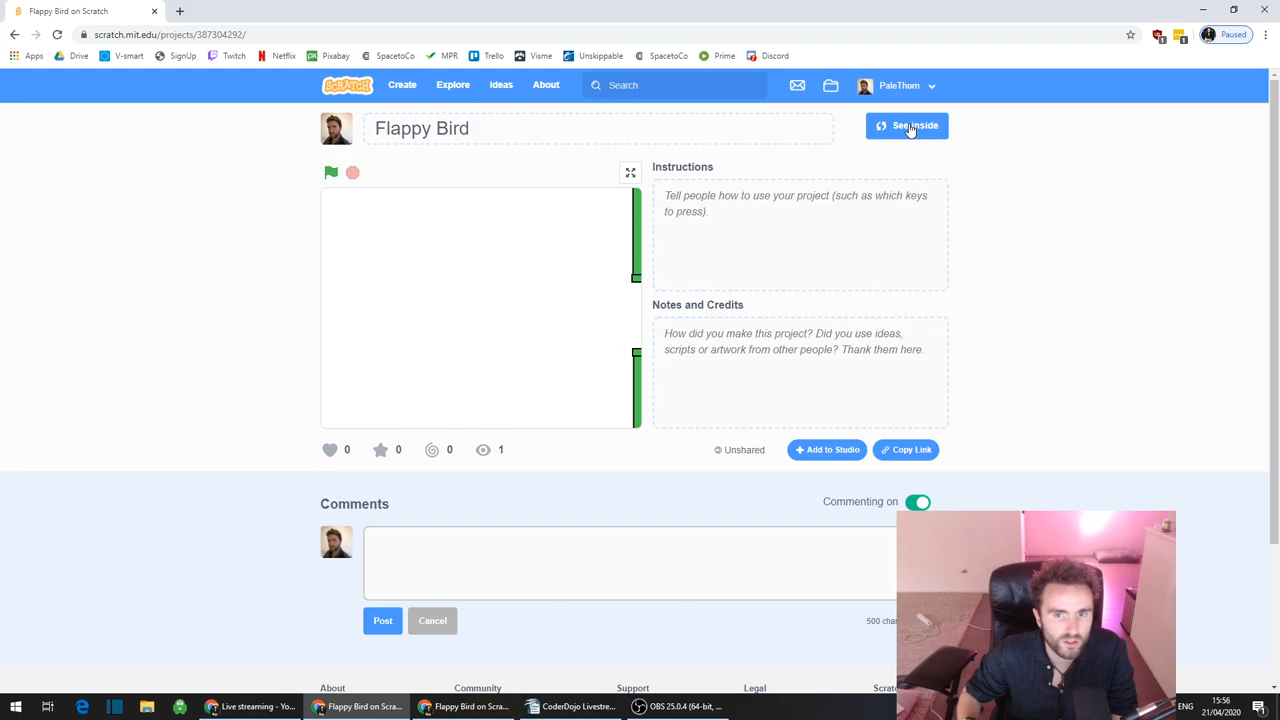 Flappy Bird on Scratch
scratch.mit.edu/projects/387304292/
Paused
Apps
Drive
V-smart
SignUp
Twitch
Netflix
Pixabay
SpacetoCo
MPR
Trello
Visme
Unskippable
SpacetoCo
Prime
Discord
SCRATCH
Create
Explore
Ideas
About
Search
PaleThom
Flappy Bird
See inside
Instructions
Tell people how to use your project (such as which keys
to press).
Notes and Credits
How did you make this project? Did you use ideas,
scripts or artwork from other people? Thank them here.
0
0
0
1
Unshared
Add to Studio
Copy Link
Comments
Commenting on
Post
Cancel
500 char
About
Community
Support
Legal
Scratc
Live streaming - Yo...
Flappy Bird on Scra...
Flappy Bird on Scra...
CoderDojo Livestre...
OBS 25.0.4 (64-bit, ...
ENG
15:56
21/04/2020